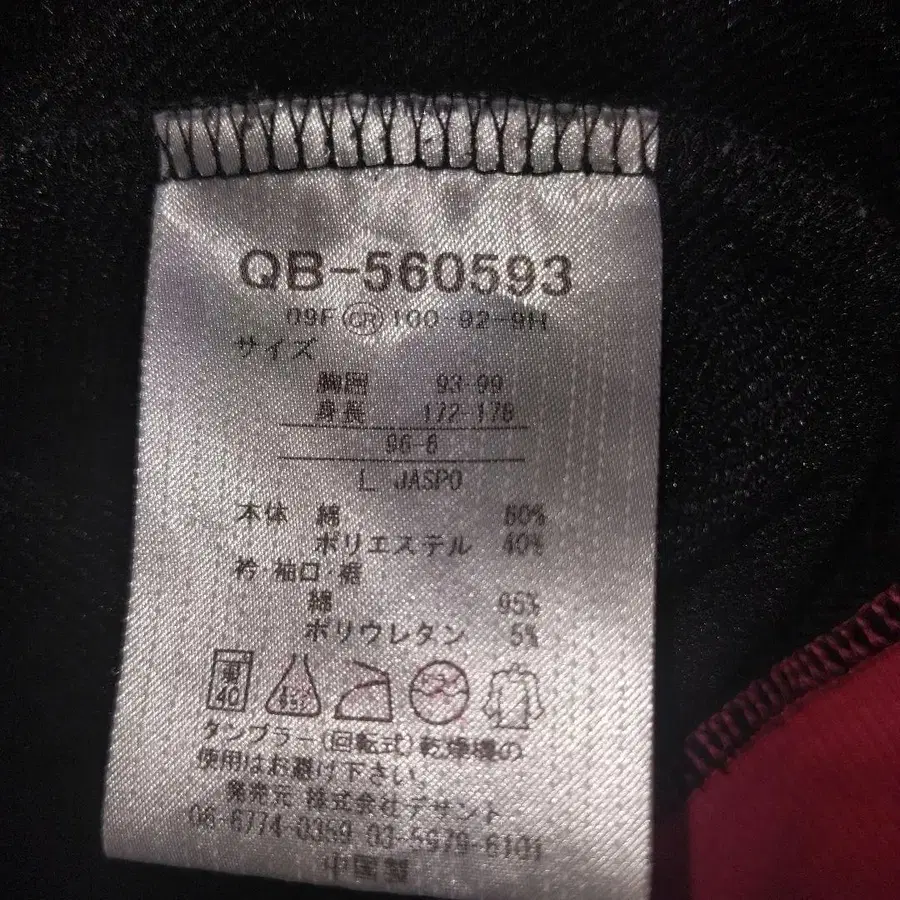 QB-560593
09F GR 100-92-9H
サイズ
胸囲 93-99
身長 172-178
96-6
L JASPO
本体 綿 60%
ポリエステル 40%
衿・袖口・裾
綿 95%
ポリウレタン 5%
40
タンブラー(回転式)乾燥機の
使用はお避け下さい。
発売元 株式会社デサント
06-6774-0359 03-5979-6101
中国製